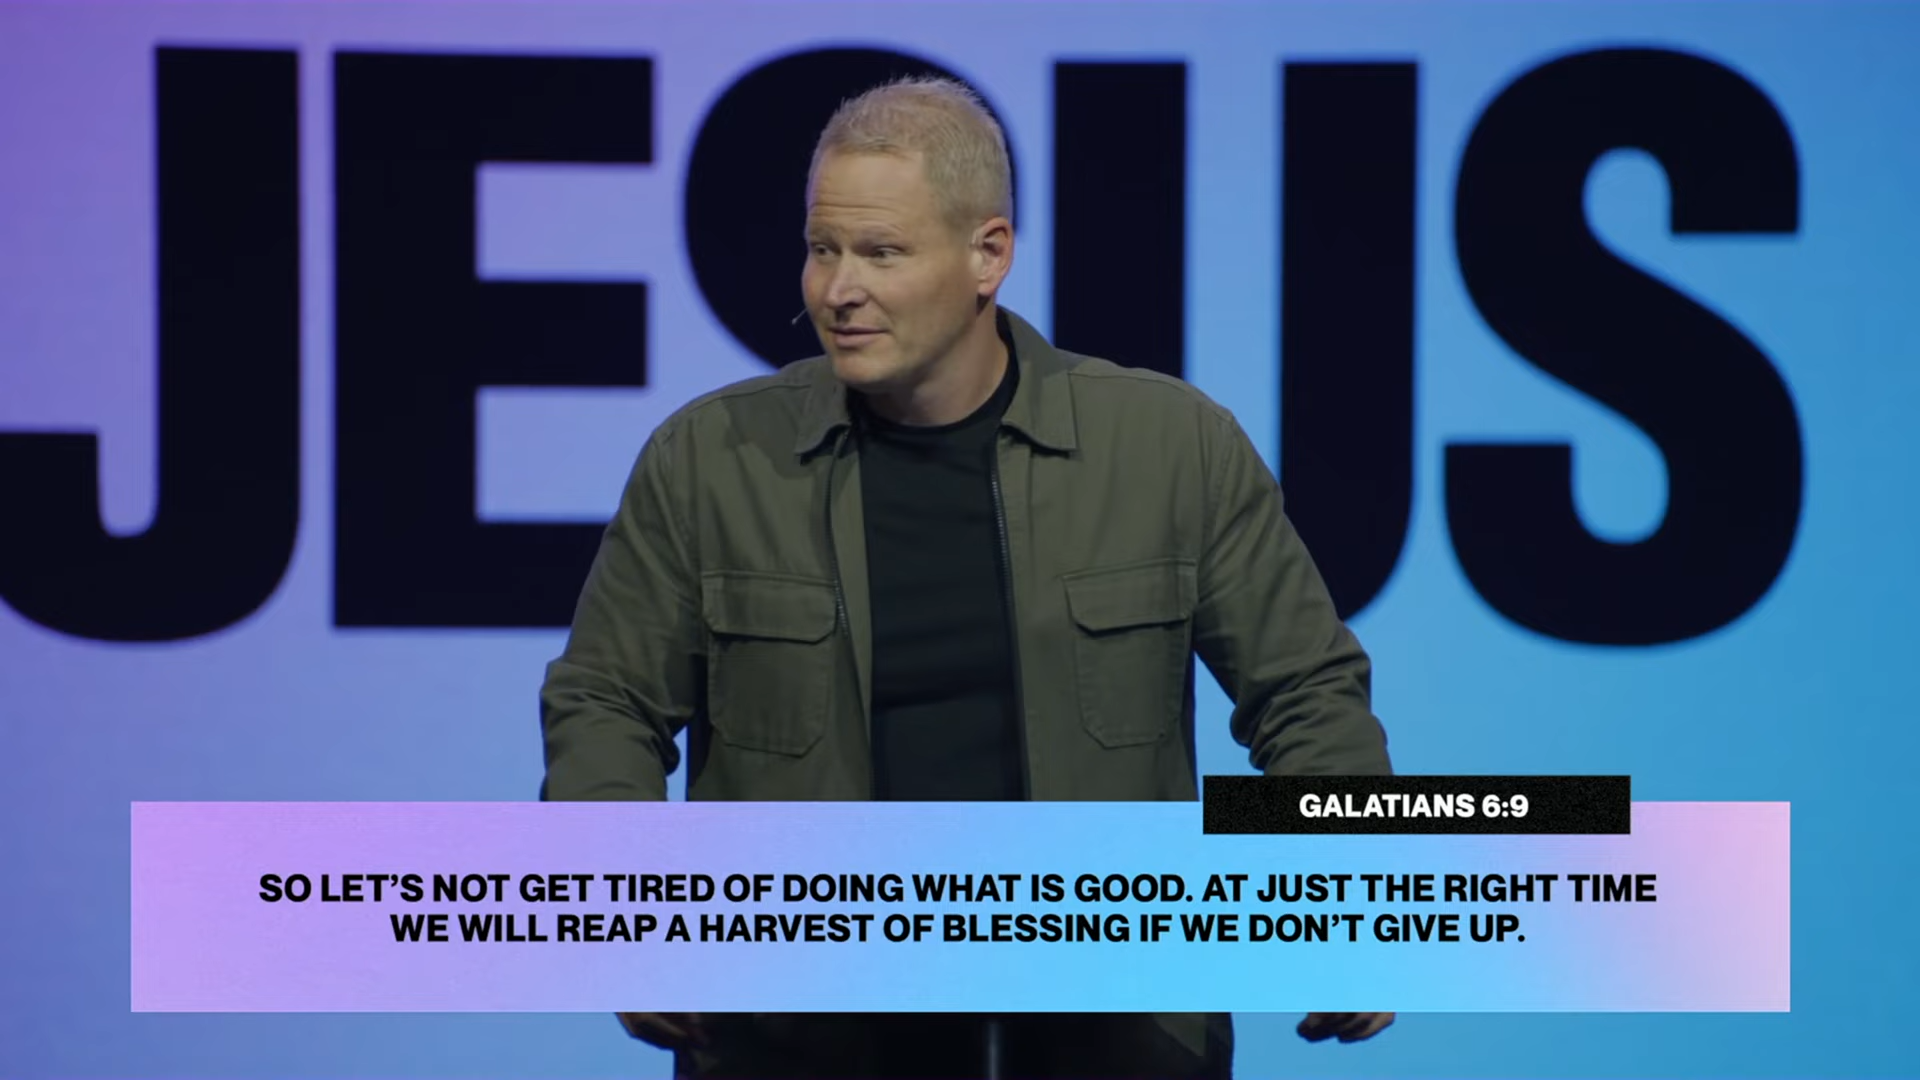 JESUS
GALATIANS 6:9
SO LET’S NOT GET TIRED OF DOING WHAT IS GOOD. AT JUST THE RIGHT TIME
WE WILL REAP A HARVEST OF BLESSING IF WE DON’T GIVE UP.